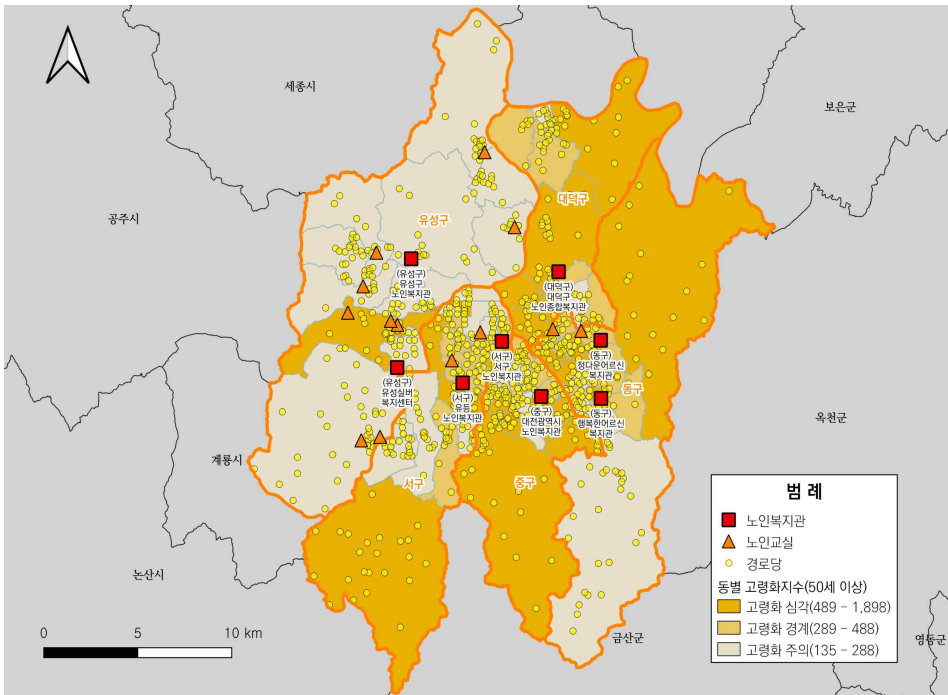 세종시
보은군
공주시
대덕구
유성구
(유성구)
유성구
노인복지관
(대덕구)
대덕구
노인종합복지관
(서구)
서구
노인복지관
(동구)
정다운어르신
복지관
(유성구)
유성실버
복지센터
(서구)
유등
노인복지관
(중구)
대전광역시
노인복지관
(동구)
행복한어르신
복지관
동구
옥천군
계룡시
서구
중구
논산시
금산군
영동군
범 례
노인복지관
노인교실
경로당
동별 고령화지수(50세 이상)
고령화 심각(489 - 1,898)
고령화 경계(289 - 488)
고령화 주의(135 - 288)
0 5 10 km